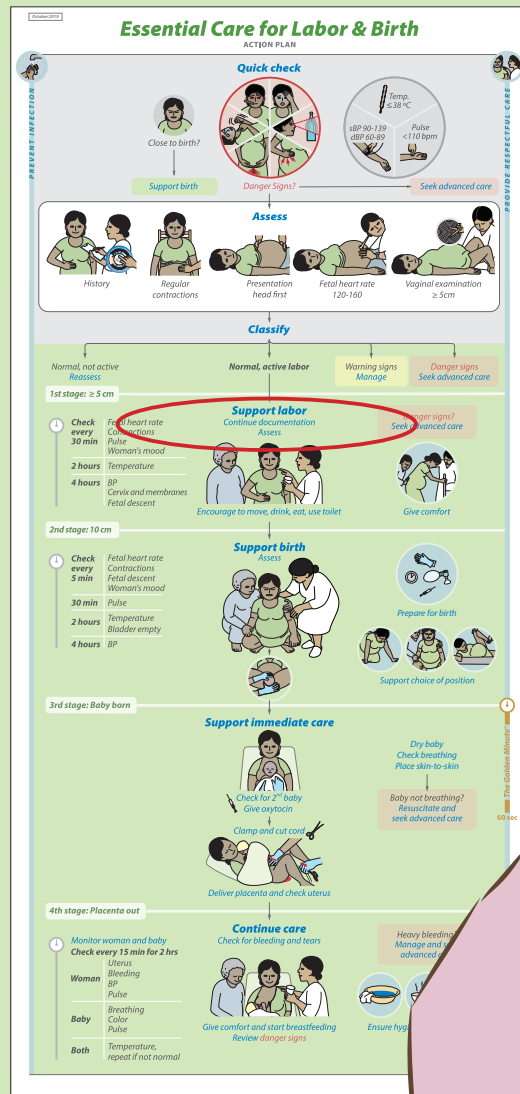 October 2019
Essential Care for Labor & Birth
ACTION PLAN
PREVENT INFECTION
PROVIDE RESPECTFUL CARE
Quick check
Temp.
≤38 ºC
sBP 90-139
dBP 60-89
Pulse
<110 bpm
Close to birth?
Support birth
Danger Signs?
Seek advanced care
Assess
History
Regular
contractions
Presentation
head first
Fetal heart rate
120-160
Vaginal examination
≥ 5cm
Classify
Normal, not active
Reassess
Normal, active labor
Warning signs
Manage
Danger signs
Seek advanced care
1st stage: ≥ 5 cm
Support labor
Continue documentation
Assess
Danger signs?
Seek advanced care
Check
every
30 min
Fetal heart rate
Contractions
Pulse
Woman's mood
2 hours
Temperature
4 hours
BP
Cervix and membranes
Fetal descent
Encourage to move, drink, eat, use toilet
Give comfort
2nd stage: 10 cm
Support birth
Assess
Check
every
5 min
Fetal heart rate
Contractions
Fetal descent
Woman's mood
30 min
Pulse
2 hours
Temperature
Bladder empty
4 hours
BP
Prepare for birth
Support choice of position
3rd stage: Baby born
Support immediate care
Dry baby
Check breathing
Place skin-to-skin
The Golden Minute
60 sec
Check for 2nd baby
Give oxytocin
Baby not breathing?
Resuscitate and
seek advanced care
Clamp and cut cord
Deliver placenta and check uterus
4th stage: Placenta out
Continue care
Check for bleeding and tears
Heavy bleeding?
Manage and
advanced
Monitor woman and baby
Check every 15 min for 2 hrs
Woman
Uterus
Bleeding
BP
Pulse
Baby
Breathing
Color
Pulse
Both
Temperature,
repeat if not normal
Give comfort and start breastfeeding
Review danger signs
Ensure